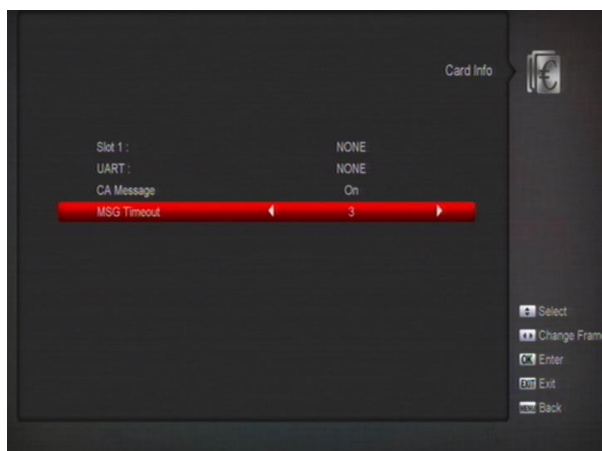 Card Info
Slot 1 : NONE
UART : NONE
CA Message On
MSG Timeout 3
Select
Change Fram
OK Enter
EXIT Exit
MENU Back